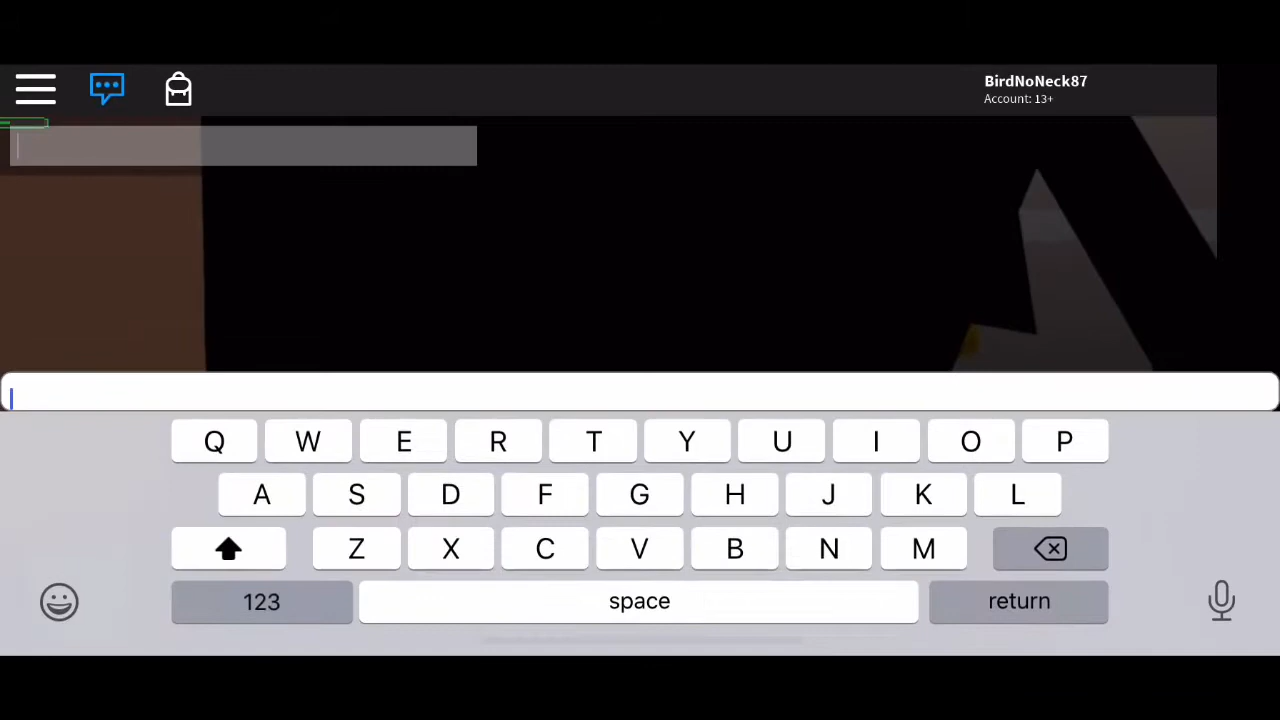 BirdNoNeck87
Account: 13+
Q W E R T Y U I O P
A S D F G H J K L
Z X C V B N M
123 space return